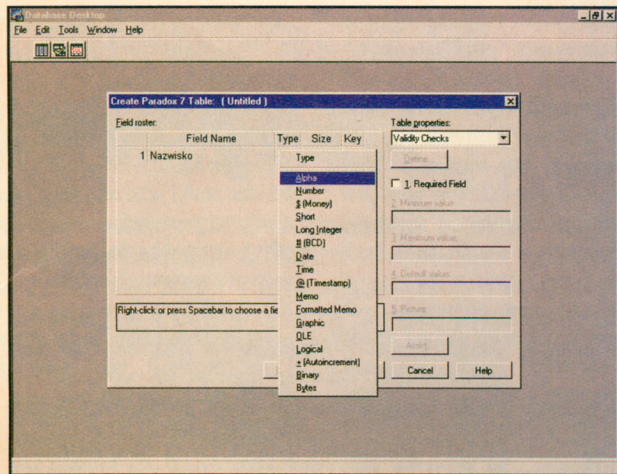 Database Desktop
File Edit Tools Window Help
Create Paradox 7 Table: ( Untitled )
Field roster:
Table properties:
Field Name Type Size Key
Validity Checks
1 Nazwisko
Type
Define...
Alpha
1. Required Field
Number
2. Minimum value:
$ (Money)
Short
Long Integer
3. Maximum value:
# (BCD)
Date
Time
4. Default value:
@ (Timestamp)
Memo
Formatted Memo
5. Picture:
Right-click or press Spacebar to choose a fie
Graphic
OLE
Assist...
Logical
+ (Autoincrement)
Binary
Cancel Help
Bytes